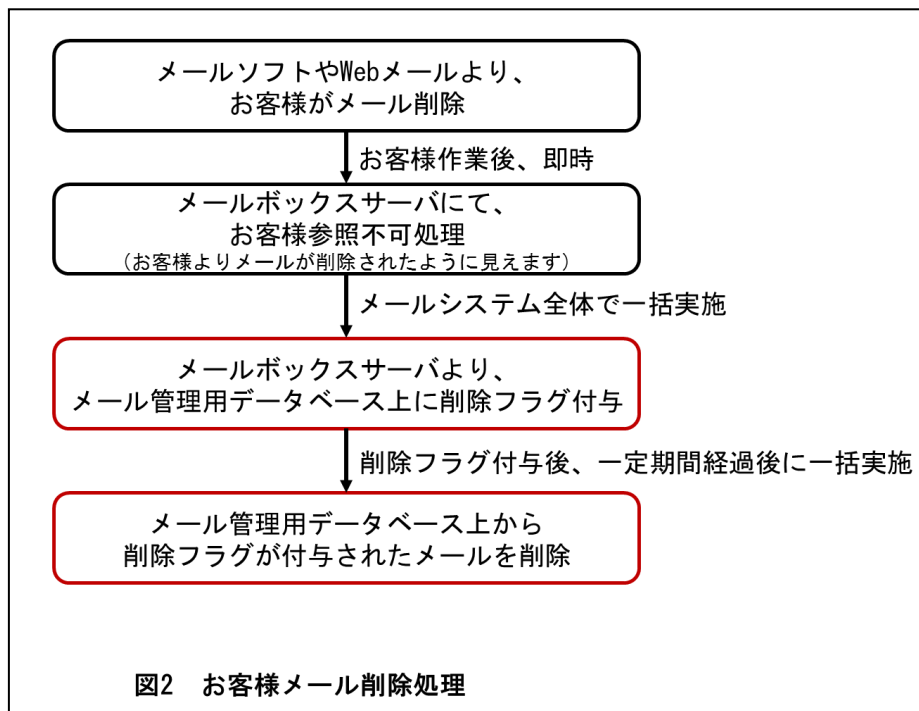 メールソフトやWebメールより、
お客様がメール削除
お客様作業後、即時
メールボックスサーバにて、
お客様参照不可処理
（お客様よりメールが削除されたように見えます）
メールシステム全体で一括実施
メールボックスサーバより、
メール管理用データベース上に削除フラグ付与
削除フラグ付与後、一定期間経過後に一括実施
メール管理用データベース上から
削除フラグが付与されたメールを削除
図2　お客様メール削除処理